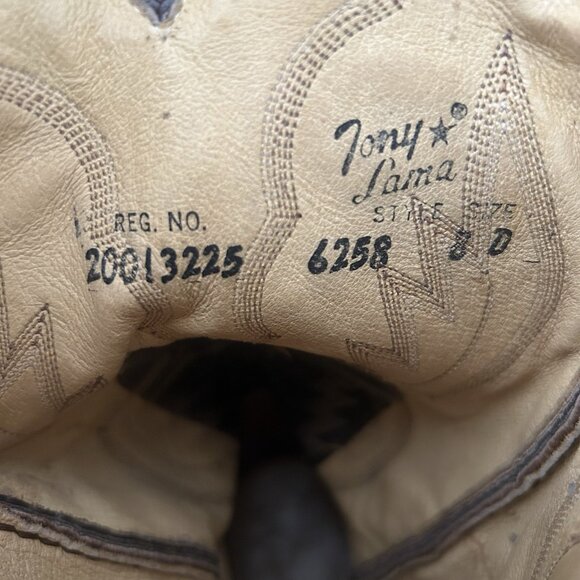 Tony ★®
Lama
REG. NO. STYLE SIZE
20013225 6258 8 D